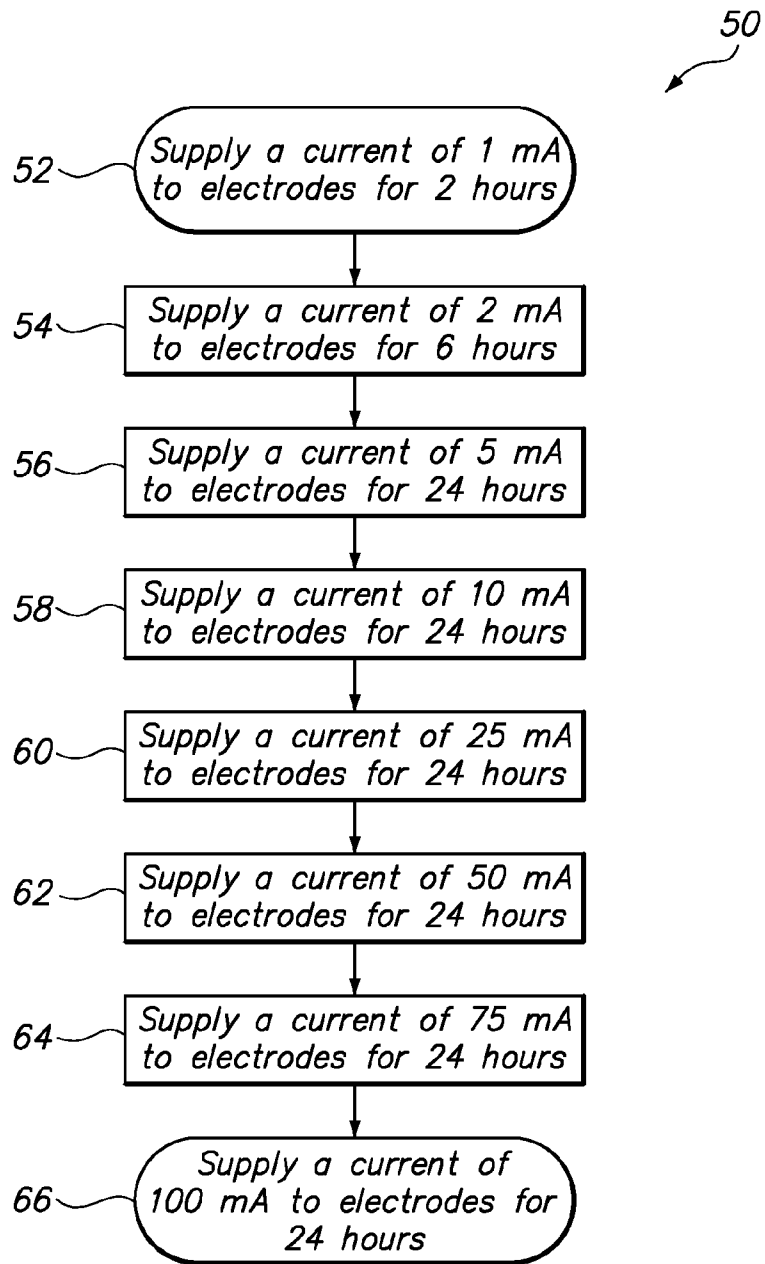 50
52
Supply a current of 1 mA
to electrodes for 2 hours
54
Supply a current of 2 mA
to electrodes for 6 hours
56
Supply a current of 5 mA
to electrodes for 24 hours
58
Supply a current of 10 mA
to electrodes for 24 hours
60
Supply a current of 25 mA
to electrodes for 24 hours
62
Supply a current of 50 mA
to electrodes for 24 hours
64
Supply a current of 75 mA
to electrodes for 24 hours
66
Supply a current of
100 mA to electrodes for
24 hours